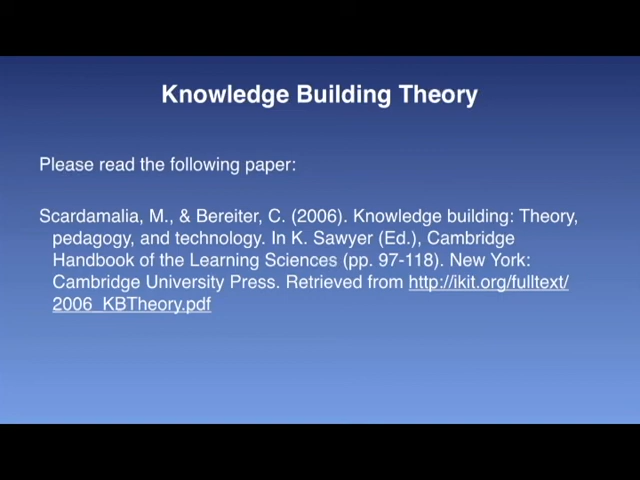 Knowledge Building Theory
Please read the following paper:
Scardamalia, M., & Bereiter, C. (2006). Knowledge building: Theory,
pedagogy, and technology. In K. Sawyer (Ed.), Cambridge
Handbook of the Learning Sciences (pp. 97-118). New York:
Cambridge University Press. Retrieved from http://ikit.org/fulltext/
2006_KBTheory.pdf